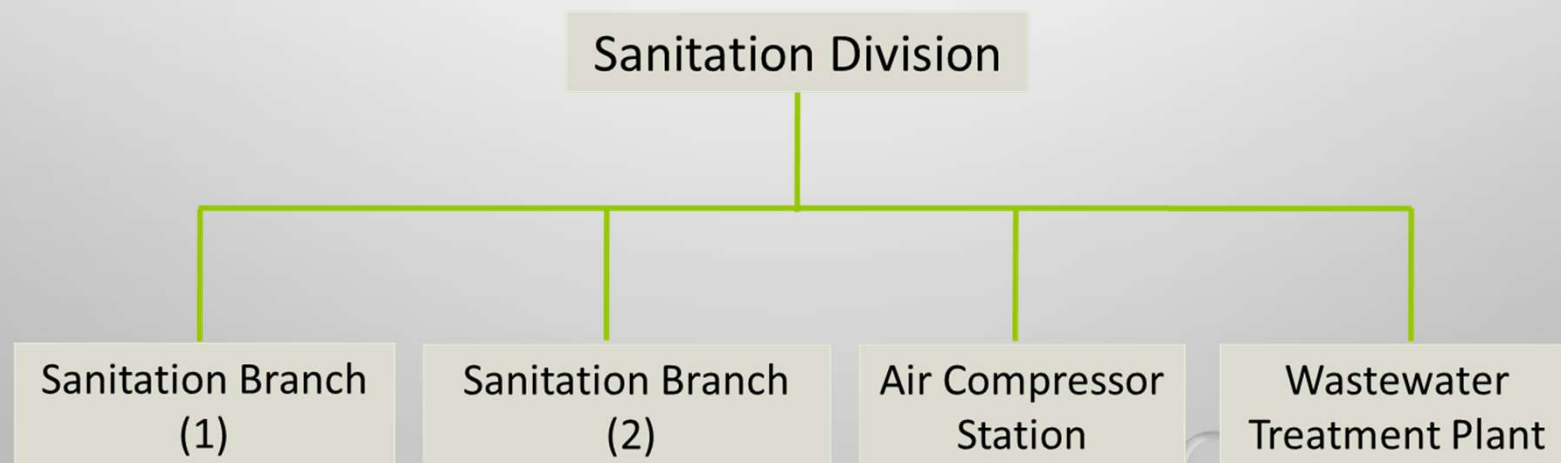 Sanitation Division
Sanitation Branch
(1)
Sanitation Branch
(2)
Air Compressor
Station
Wastewater
Treatment Plant